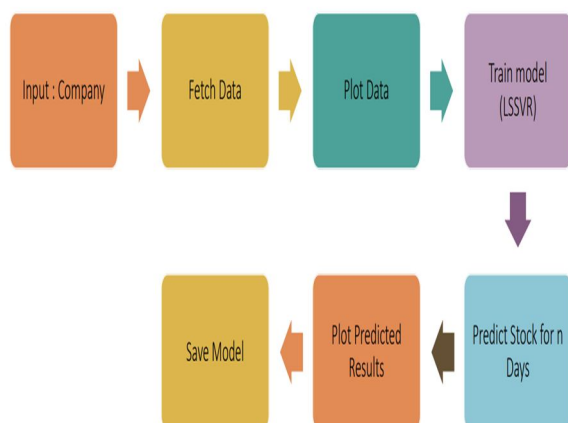 Input : Company
Fetch Data
Plot Data
Train model
(LSSVR)
Predict Stock for n
Days
Plot Predicted
Results
Save Model